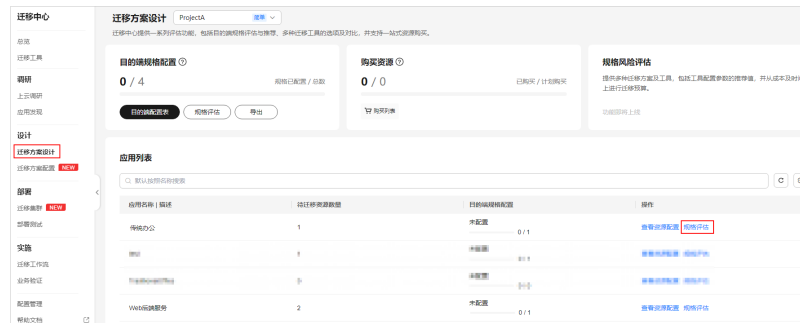 迁移中心
总览
迁移工具
调研
上云调研
应用发现
设计
迁移方案设计
迁移方案配置 NEW
部署
迁移集群 NEW
部署测试
实施
迁移工作流
业务验证
配置管理
帮助文档
迁移方案设计 ProjectA 简单
迁移中心提供一系列评估功能，包括目的端规格评估与推荐、多种迁移工具的选项及对比，并支持一站式资源购买。
目的端规格配置
0 / 4 规格已配置 / 总数
目的端配置表 规格评估 导出
购买资源
0 / 0 已购买 / 计划购买
购买列表
规格风险评估
提供多种迁移方案及工具，包括工具配置参数的推荐值，并从成本及时间
上进行迁移预算。
功能即将上线
应用列表
默认按照名称搜索
应用名称 | 描述 待迁移资源数量 目的端规格配置 操作
传统办公 1 未配置 0 / 1 查看资源配置 规格评估
Web后端服务 2 未配置 0 / 1 查看资源配置 规格评估